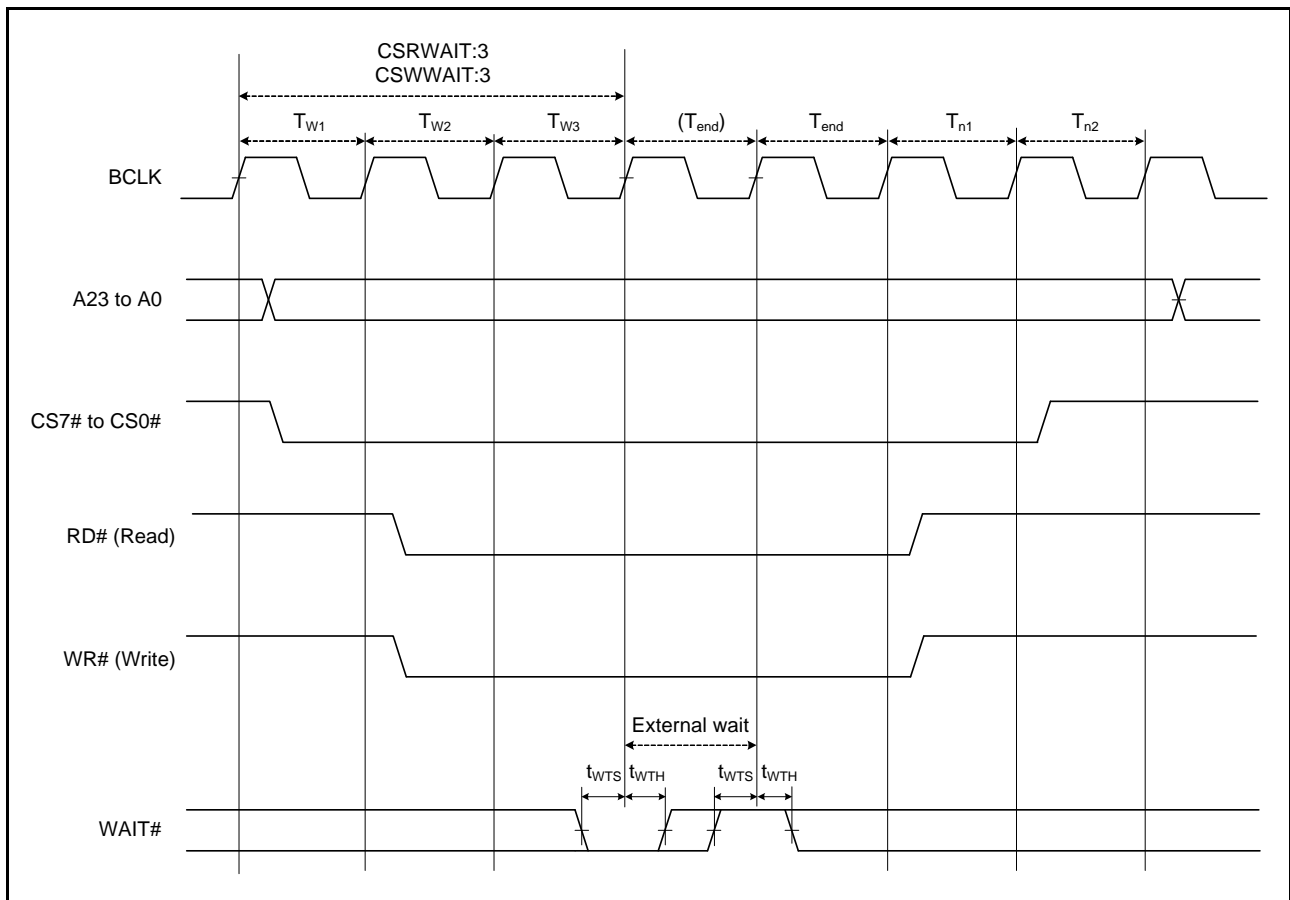 CSRWAIT:3
CSWWAIT:3
TW1 TW2 TW3 (Tend) Tend Tn1 Tn2
BCLK
A23 to A0
CS7# to CS0#
RD# (Read)
WR# (Write)
External wait
tWTS tWTH tWTS tWTH
WAIT#